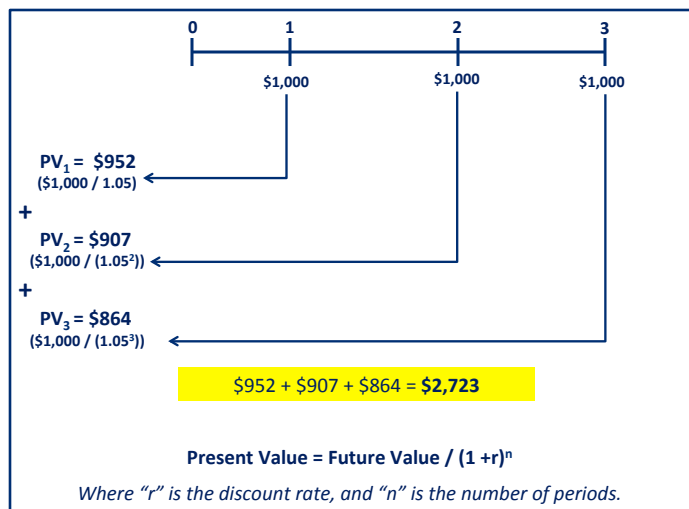 0 1 2 3
$1,000 $1,000 $1,000
PV₁ = $952
($1,000 / 1.05)
+
PV₂ = $907
($1,000 / (1.05²))
+
PV₃ = $864
($1,000 / (1.05³))
$952 + $907 + $864 = $2,723
Present Value = Future Value / (1 +r)ⁿ
Where “r” is the discount rate, and “n” is the number of periods.